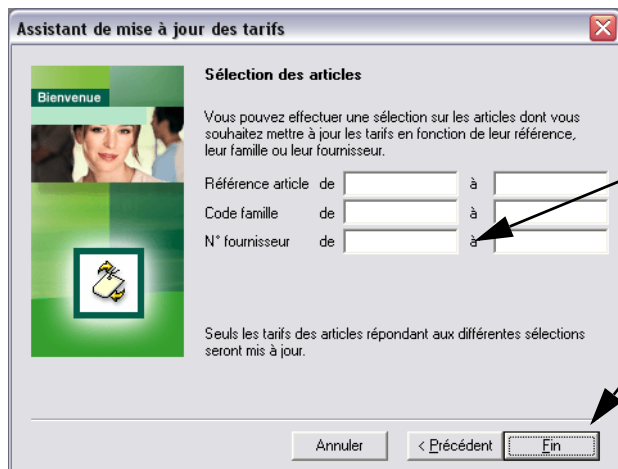 Assistant de mise à jour des tarifs
Bienvenue
Sélection des articles
Vous pouvez effectuer une sélection sur les articles dont vous
souhaitez mettre à jour les tarifs en fonction de leur référence,
leur famille ou leur fournisseur.
Référence article de à
Code famille de à
N° fournisseur de à
Seuls les tarifs des articles répondant aux différentes sélections
seront mis à jour.
Annuler < Précédent Fin